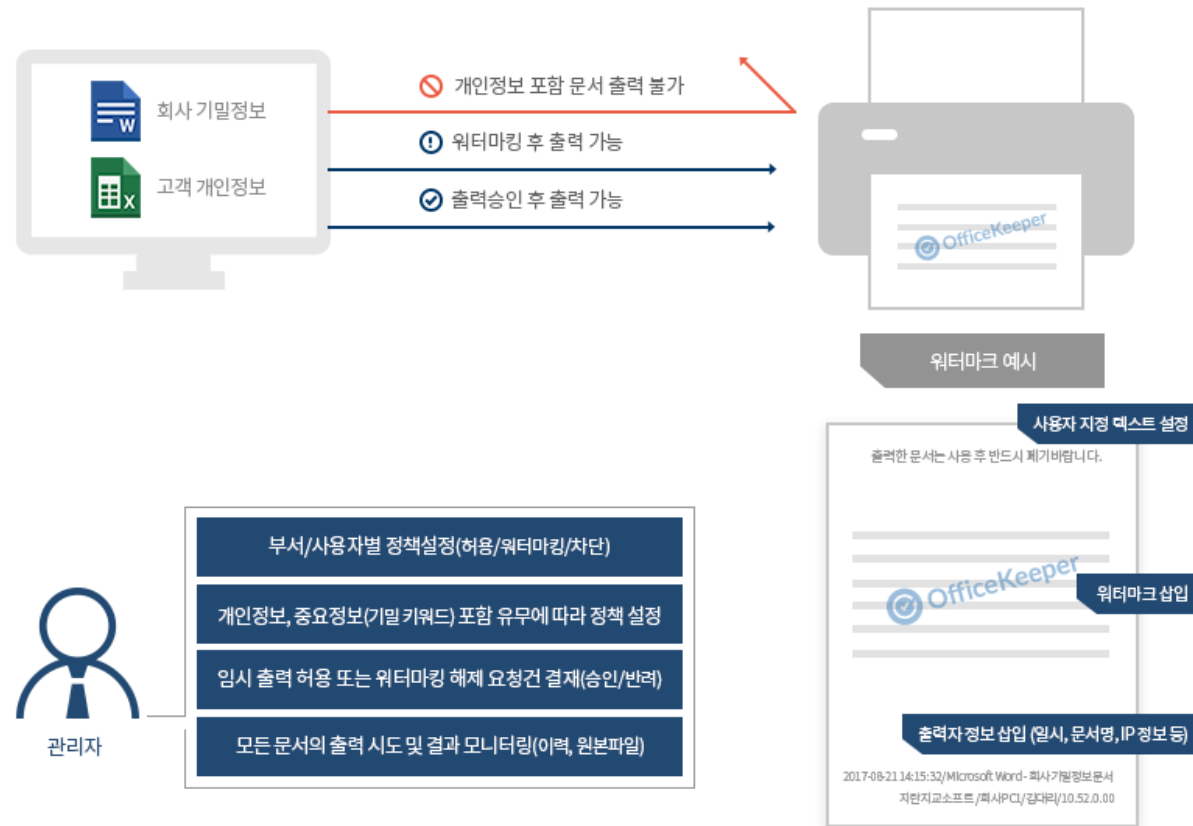 개인정보 포함 문서 출력 불가
회사 기밀정보
W
워터마킹 후 출력 가능
고객 개인정보
X
출력승인 후 출력 가능
OfficeKeeper
워터마크 예시
사용자 지정 텍스트 설정
출력한 문서는 사용 후 반드시 폐기바랍니다.
OfficeKeeper
워터마크 삽입
출력자 정보 삽입 (일시, 문서명, IP 정보 등)
2017-08-21 14:15:32/Microsoft Word - 회사기밀정보문서
지란지교소프트/회사PC1/김대리/10.52.0.00
부서/사용자별 정책설정(허용/워터마킹/차단)
개인정보, 중요정보(기밀 키워드) 포함 유무에 따라 정책 설정
임시 출력 허용 또는 워터마킹 해제 요청건 결재(승인/반려)
모든 문서의 출력 시도 및 결과 모니터링(이력, 원본파일)
관리자